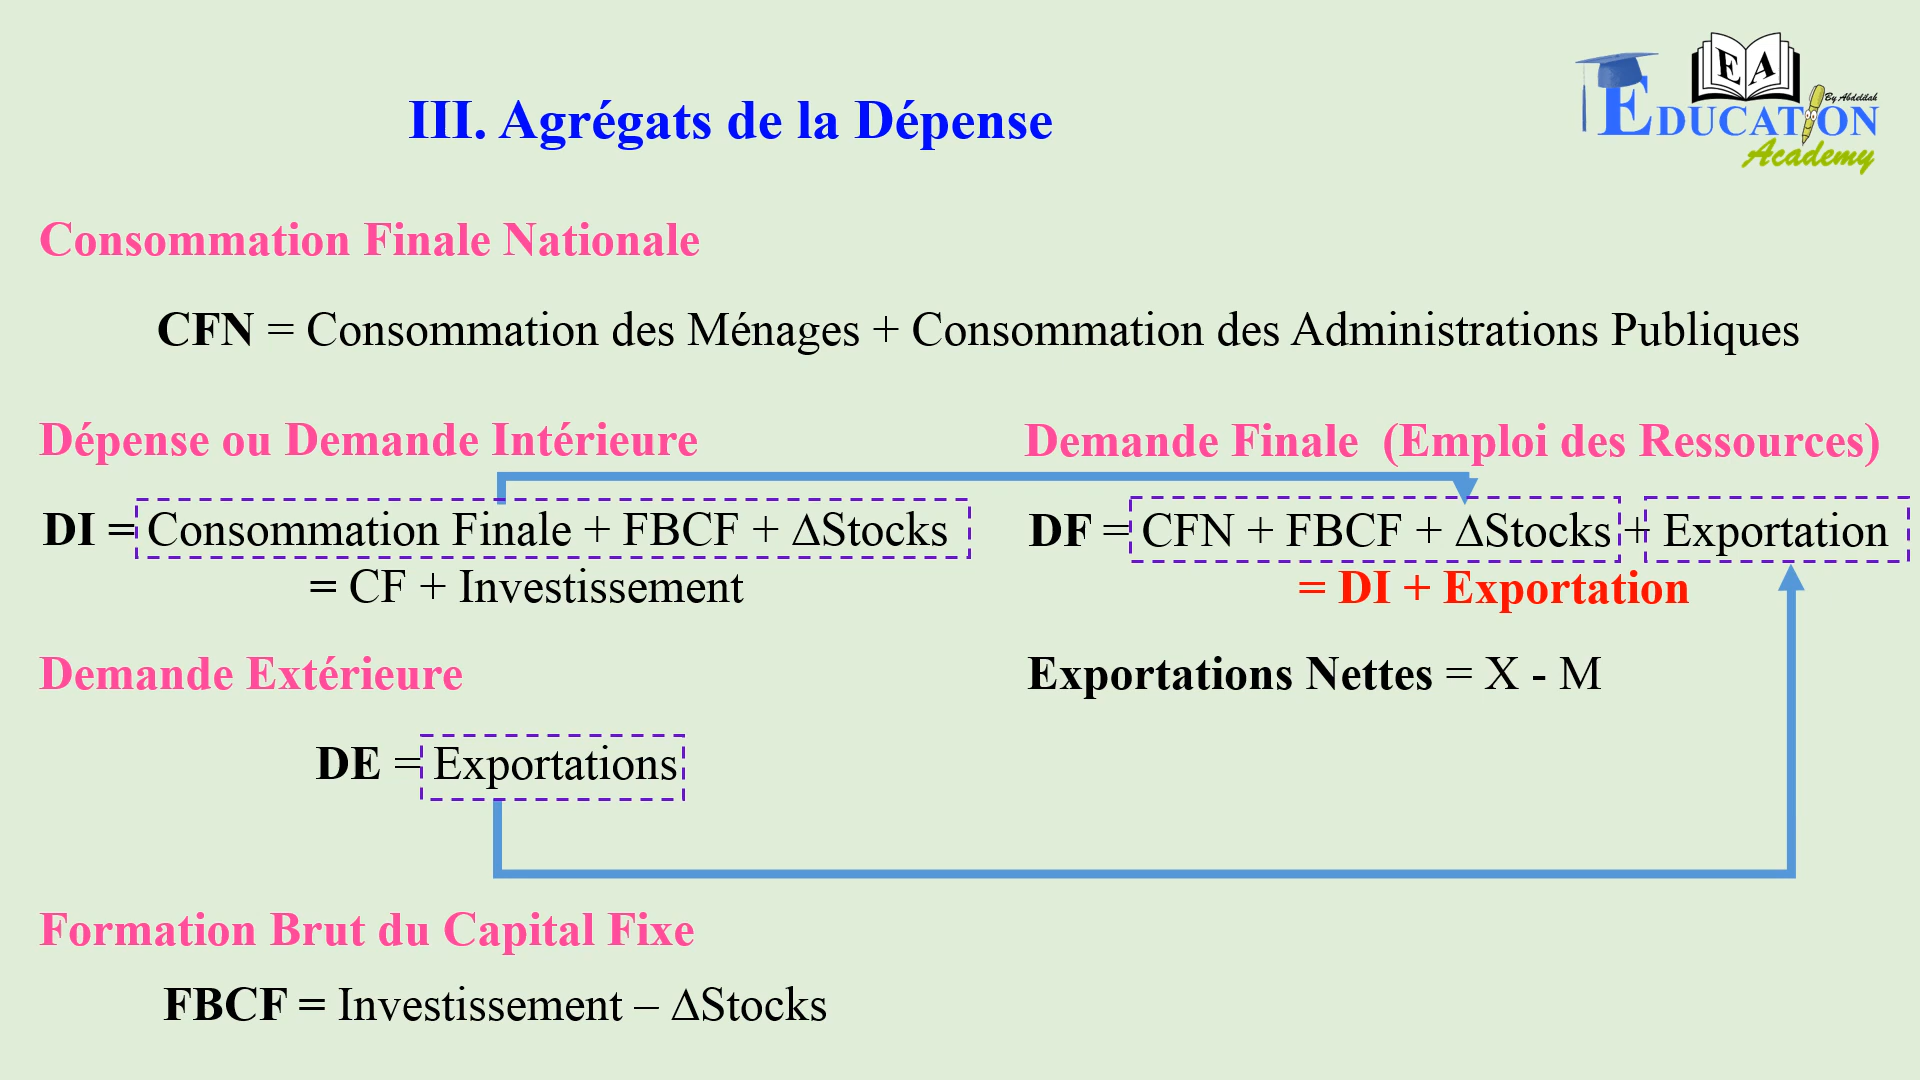 III. Agrégats de la Dépense
EA
By Abdelilah
EDUCATION
Academy
Consommation Finale Nationale
CFN = Consommation des Ménages + Consommation des Administrations Publiques
Dépense ou Demande Intérieure
DI = Consommation Finale + FBCF + ΔStocks
= CF + Investissement
Demande Finale (Emploi des Ressources)
DF = CFN + FBCF + ΔStocks + Exportation
= DI + Exportation
Demande Extérieure
DE = Exportations
Exportations Nettes = X - M
Formation Brut du Capital Fixe
FBCF = Investissement – ΔStocks